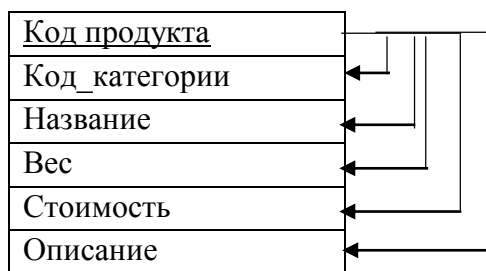 Код продукта
Код_категории
Название
Вес
Стоимость
Описание